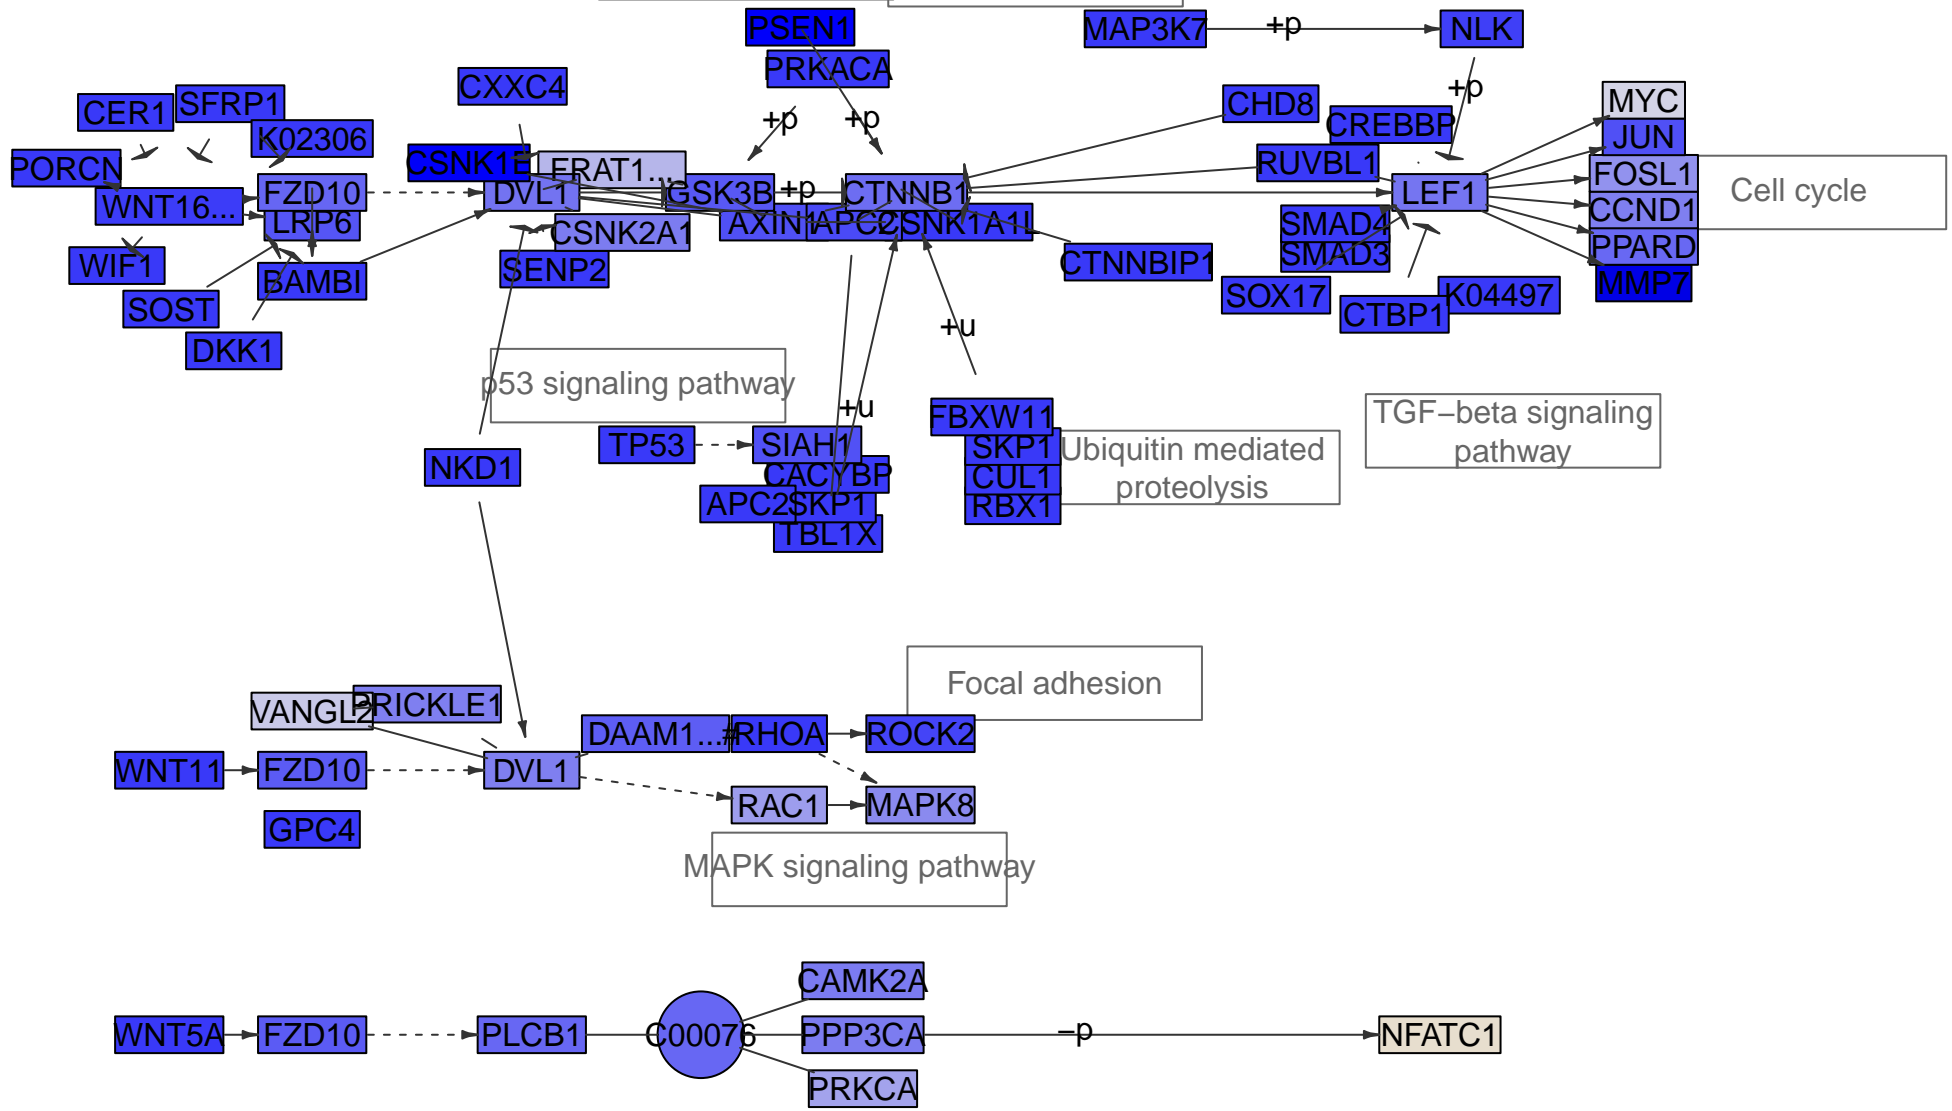 PSEN1
MAP3K7
+p
NLK
PRKACA
CXXC4
CER1
SFRP1
K02306
+p
+p
+p
CHD8
CREBBP
MYC
JUN
PORCN
CSNK1E
FRAT1...
RUVBL1
FOSL1
Cell cycle
WNT16...
FZD10
LRP6
DVL1
GSK3B
+p
CTNNB1
LEF1
CCND1
AXIN1
APC2
CSNK1A1L
SMAD4
SMAD3
PPARD
CSNK2A1
WIF1
BAMBI
SENP2
CTNNBIP1
MMP7
SOST
SOX17
CTBP1
K04497
DKK1
+u
p53 signaling pathway
+u
FBXW11
TGF−beta signaling
pathway
TP53
SIAH1
SKP1
Ubiquitin mediated
proteolysis
NKD1
CACYBP
CUL1
APC2
SKP1
RBX1
TBL1X
Focal adhesion
VANGL2
PRICKLE1
DAAM1...#
RHOA
ROCK2
WNT11
FZD10
DVL1
RAC1
MAPK8
GPC4
MAPK signaling pathway
CAMK2A
WNT5A
FZD10
PLCB1
C00076
PPP3CA
−p
NFATC1
PRKCA